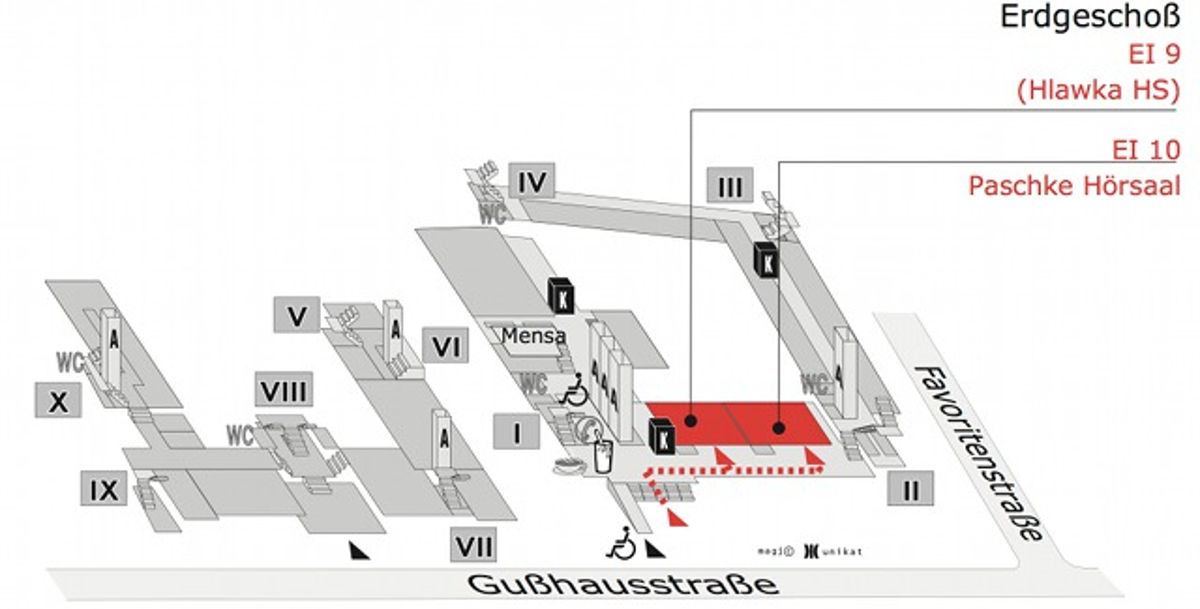 Erdgeschoß
EI 9
(Hlawka HS)
EI 10
Paschke Hörsaal
IV
III
WC
K
K
V
A
A
Mensa
VI
WC
A
X
VIII
WC
A
A
A
WC
A
I
K
WC
A
IX
II
VII
Favoritenstraße
magi© unikat
Gußhausstraße